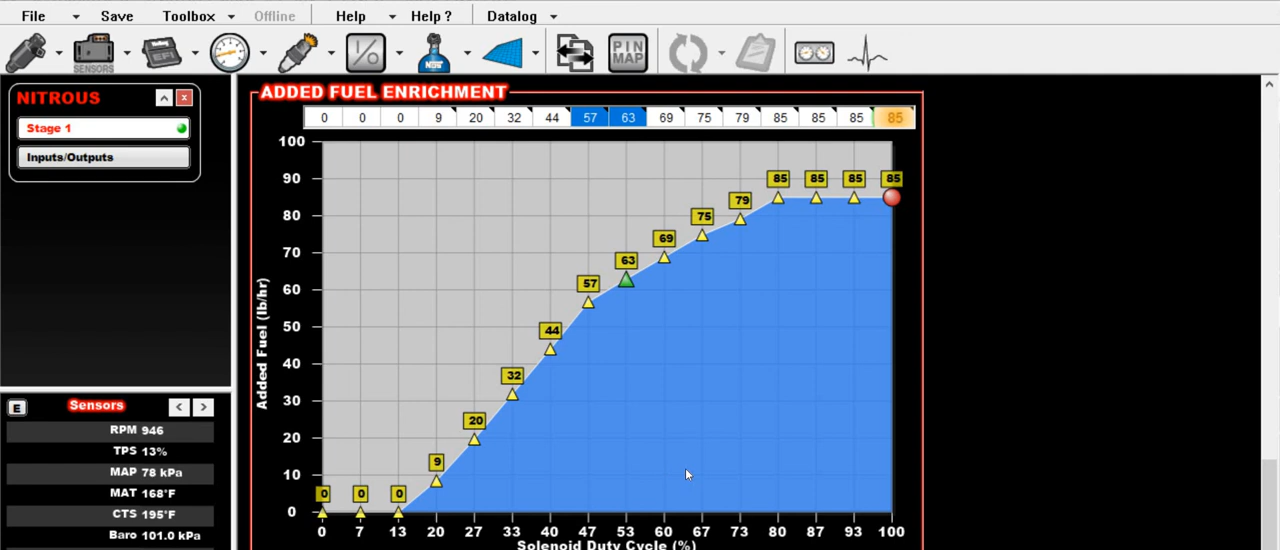 File Save Toolbox Offline Help Help ? Datalog
SENSORS EFI I/O NOS PIN MAP
NITROUS
Stage 1
Inputs/Outputs
ADDED FUEL ENRICHMENT
0 0 0 9 20 32 44 57 63 69 75 79 85 85 85 85
100
90
80
70
60
50
40
30
20
10
0
Added Fuel (lb/hr)
0 0 0 9 20 32 44 57 63 69 75 79 85 85 85 85
0 7 13 20 27 33 40 47 53 60 67 73 80 87 93 100
Solenoid Duty Cycle (%)
E Sensors < >
RPM 946
TPS 13%
MAP 78 kPa
MAT 168°F
CTS 195°F
Baro 101.0 kPa